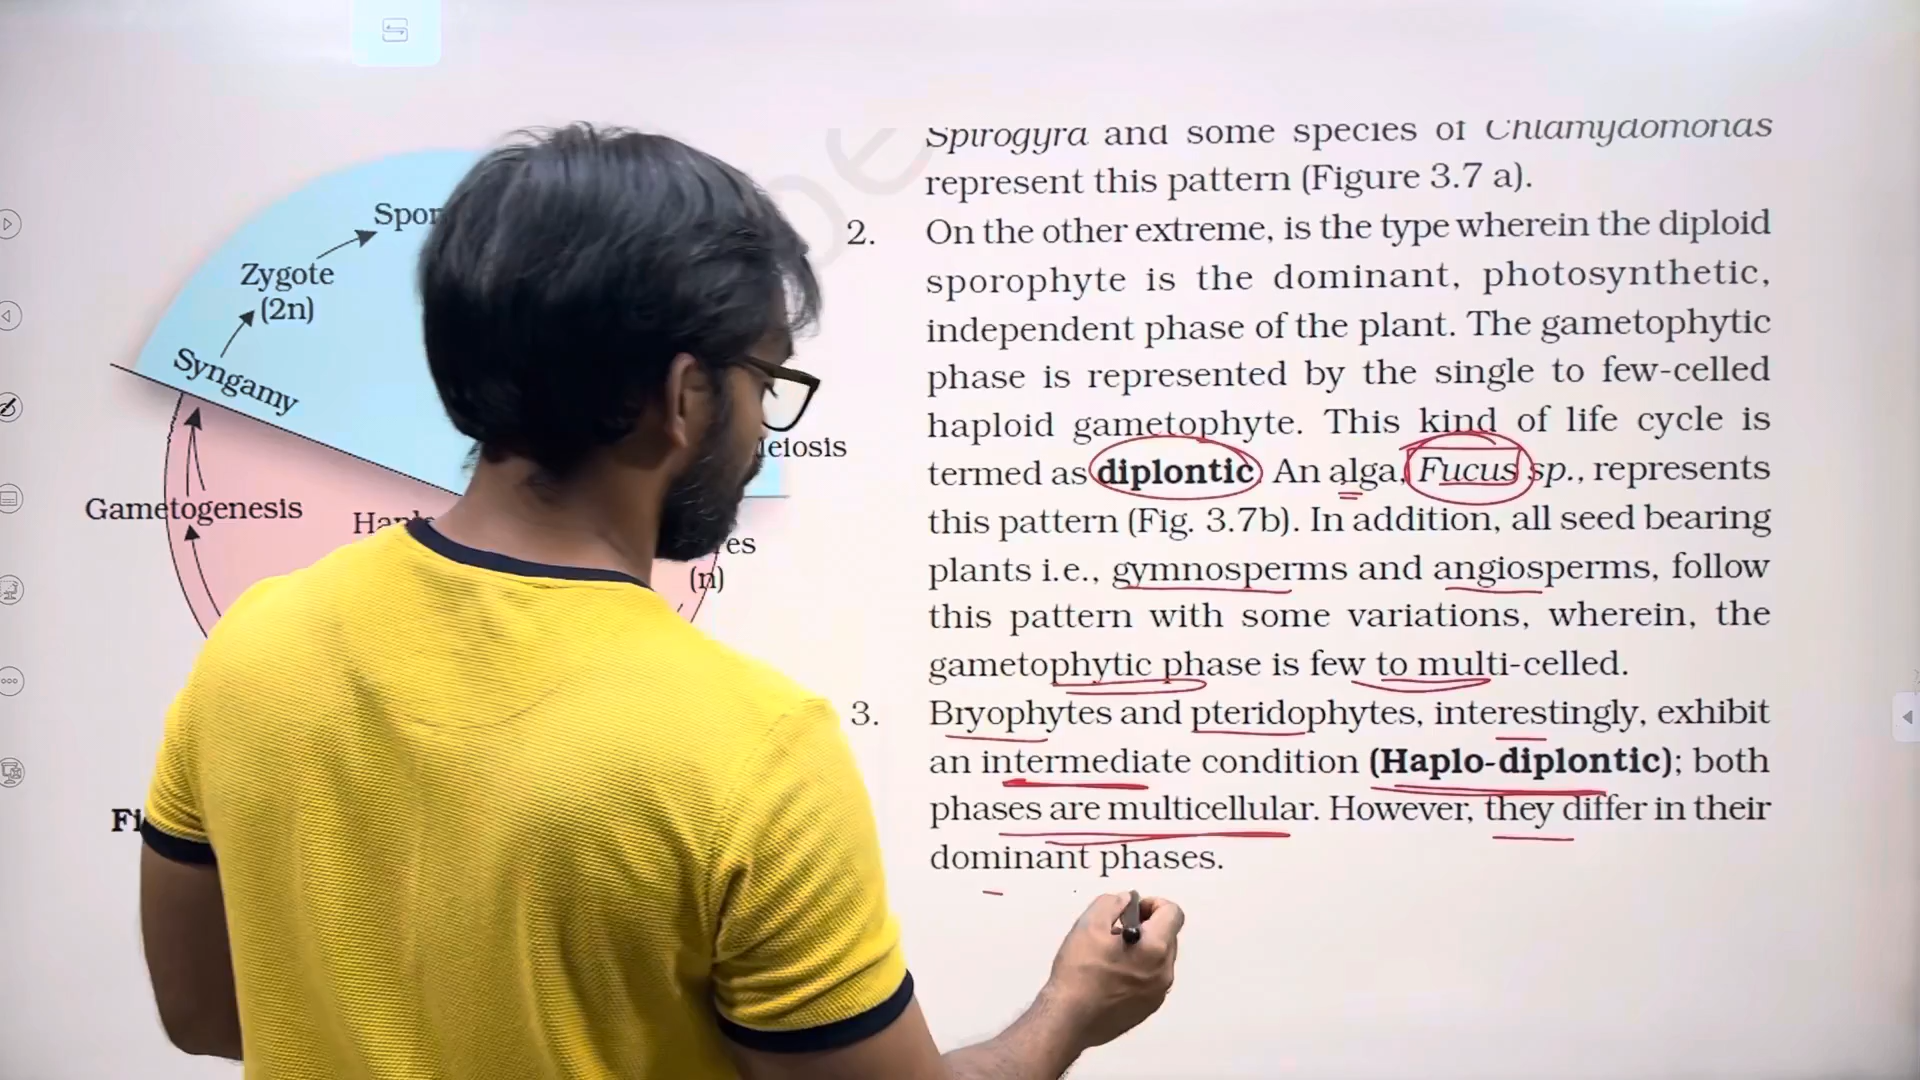 Spirogyra and some species of Chlamydomonas
represent this pattern (Figure 3.7 a).
2. On the other extreme, is the type wherein the diploid
sporophyte is the dominant, photosynthetic,
independent phase of the plant. The gametophytic
phase is represented by the single to few-celled
haploid gametophyte. This kind of life cycle is
termed as diplontic. An alga, Fucus sp., represents
this pattern (Fig. 3.7b). In addition, all seed bearing
plants i.e., gymnosperms and angiosperms, follow
this pattern with some variations, wherein, the
gametophytic phase is few to multi-celled.
3. Bryophytes and pteridophytes, interestingly, exhibit
an intermediate condition (Haplo-diplontic); both
phases are multicellular. However, they differ in their
dominant phases.
Zygote
(2n)
Syngamy
Gametogenesis
(n)